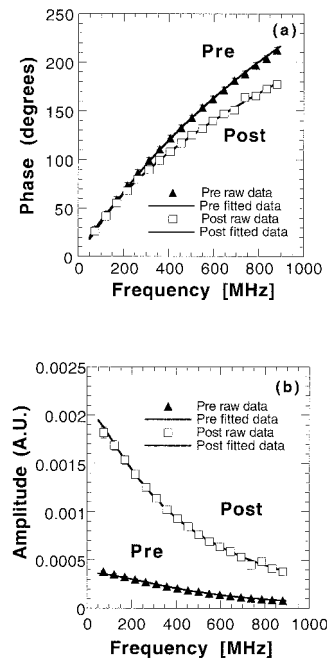 (a)
250
200
150
100
50
0
Phase (degrees)
Pre
Post
Pre raw data
Pre fitted data
Post raw data
Post fitted data
0 200 400 600 800 1000
Frequency [MHz]
(b)
0.0025
0.002
0.0015
0.001
0.0005
0
Amplitude (A.U.)
Pre raw data
Pre fitted data
Post raw data
Post fitted data
Post
Pre
0 200 400 600 800 1000
Frequency [MHz]